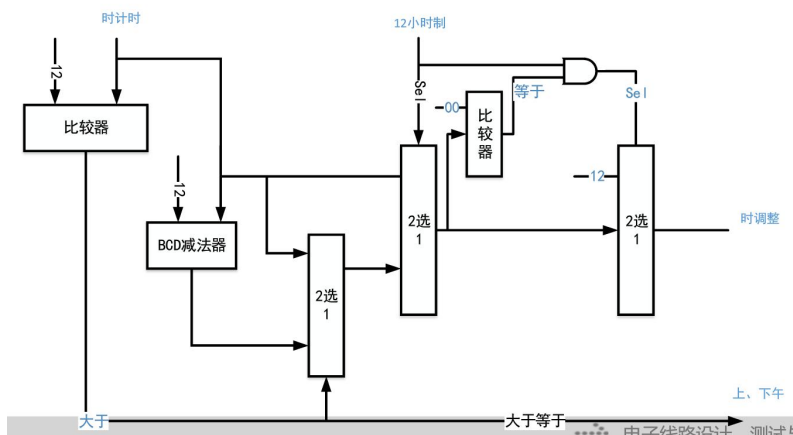 时计时
12小时制
12
Sel
等于
00
Sel
比较器
比较器
12
12
2选1
2选1
时调整
BCD减法器
2选1
上、下午
大于
大于等于
电子线路设计、测试